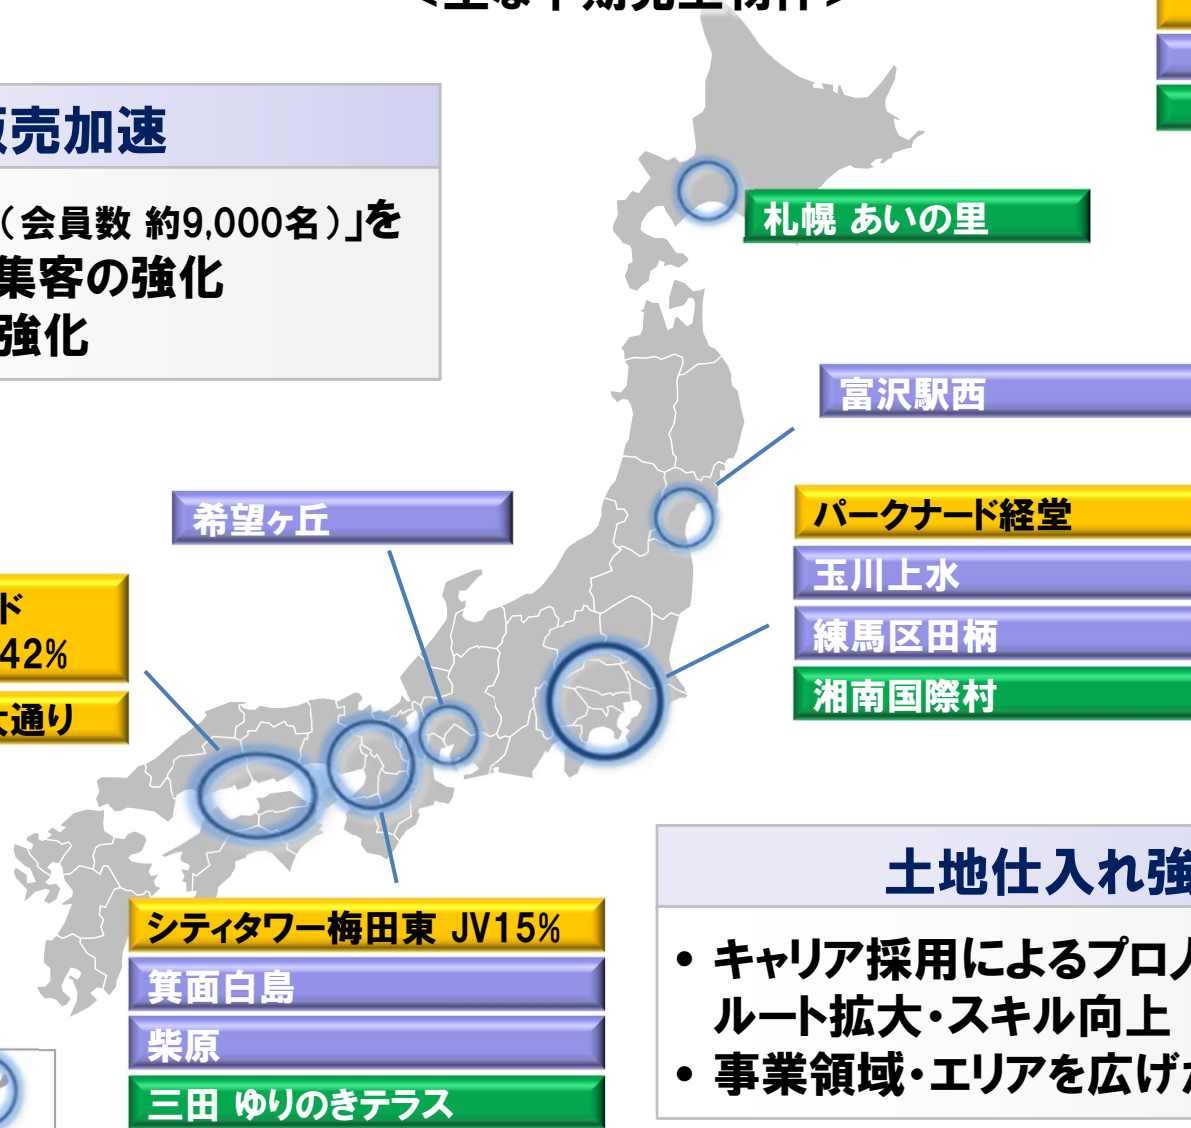 販売加速
（会員数 約9,000名）」を
集客の強化
強化
札幌 あいの里
富沢駅西
希望ヶ丘
パークナード経堂
玉川上水
練馬区田柄
湘南国際村
ド
42%
大通り
シティタワー梅田東 JV15%
箕面白島
柴原
三田 ゆりのきテラス
土地仕入れ強
• キャリア採用によるプロ人
ルート拡大・スキル向上
• 事業領域・エリアを広げ